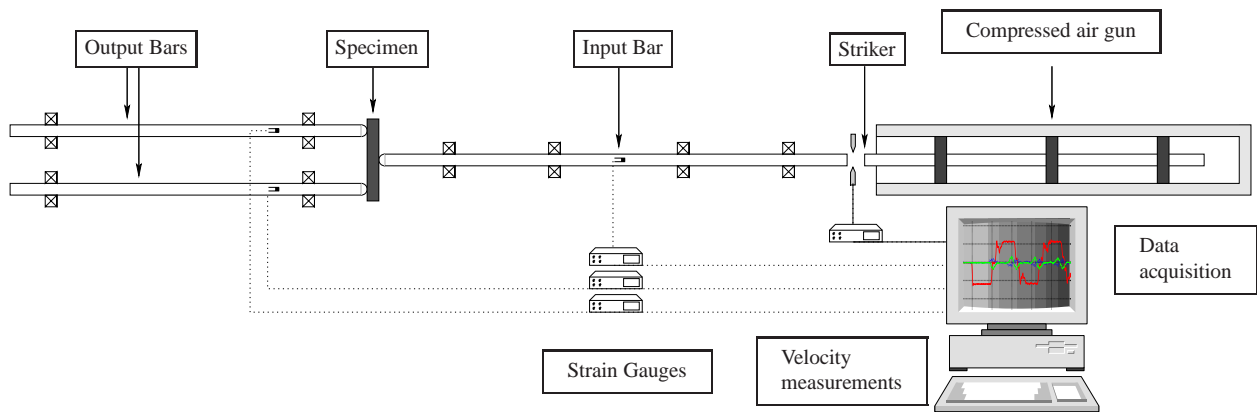 Output Bars
Specimen
Input Bar
Striker
Compressed air gun
Data
acquisition
Strain Gauges
Velocity
measurements